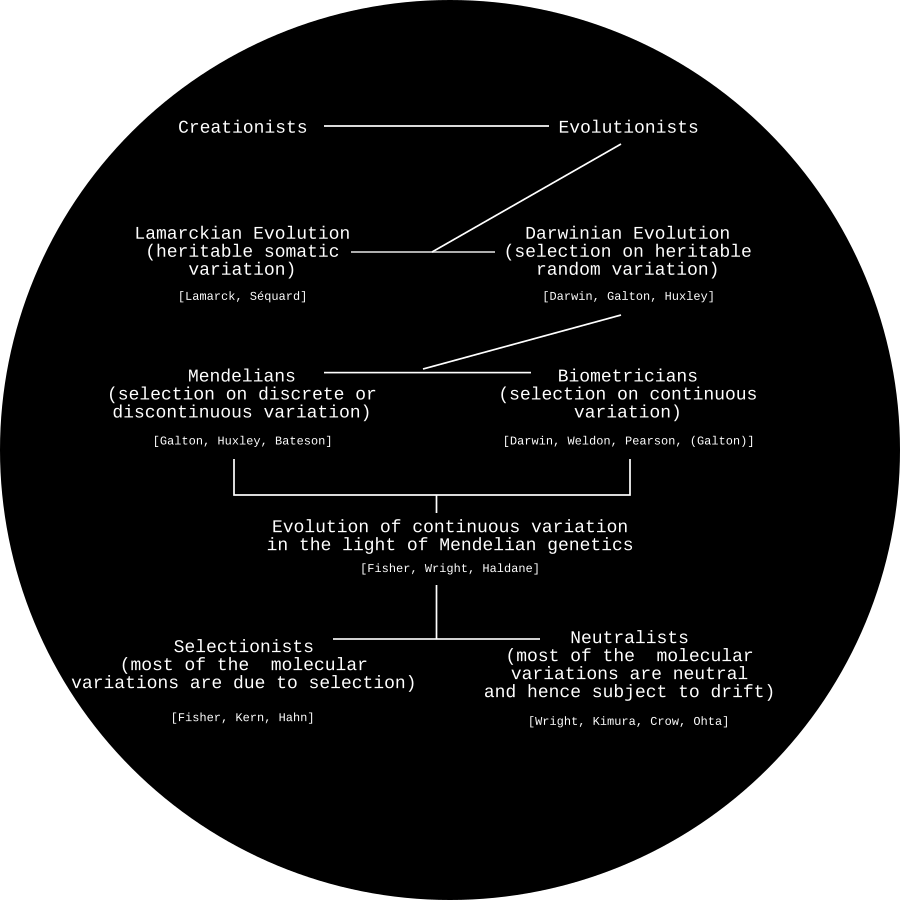 Creationists
Evolutionists
Lamarckian Evolution
(heritable somatic
variation)
[Lamarck, Séquard]
Darwinian Evolution
(selection on heritable
random variation)
[Darwin, Galton, Huxley]
Mendelians
(selection on discrete or
discontinuous variation)
[Galton, Huxley, Bateson]
Biometricians
(selection on continuous
variation)
[Darwin, Weldon, Pearson, (Galton)]
Evolution of continuous variation
in the light of Mendelian genetics
[Fisher, Wright, Haldane]
Selectionists
(most of the  molecular
variations are due to selection)
[Fisher, Kern, Hahn]
Neutralists
(most of the  molecular
variations are neutral
and hence subject to drift)
[Wright, Kimura, Crow, Ohta]